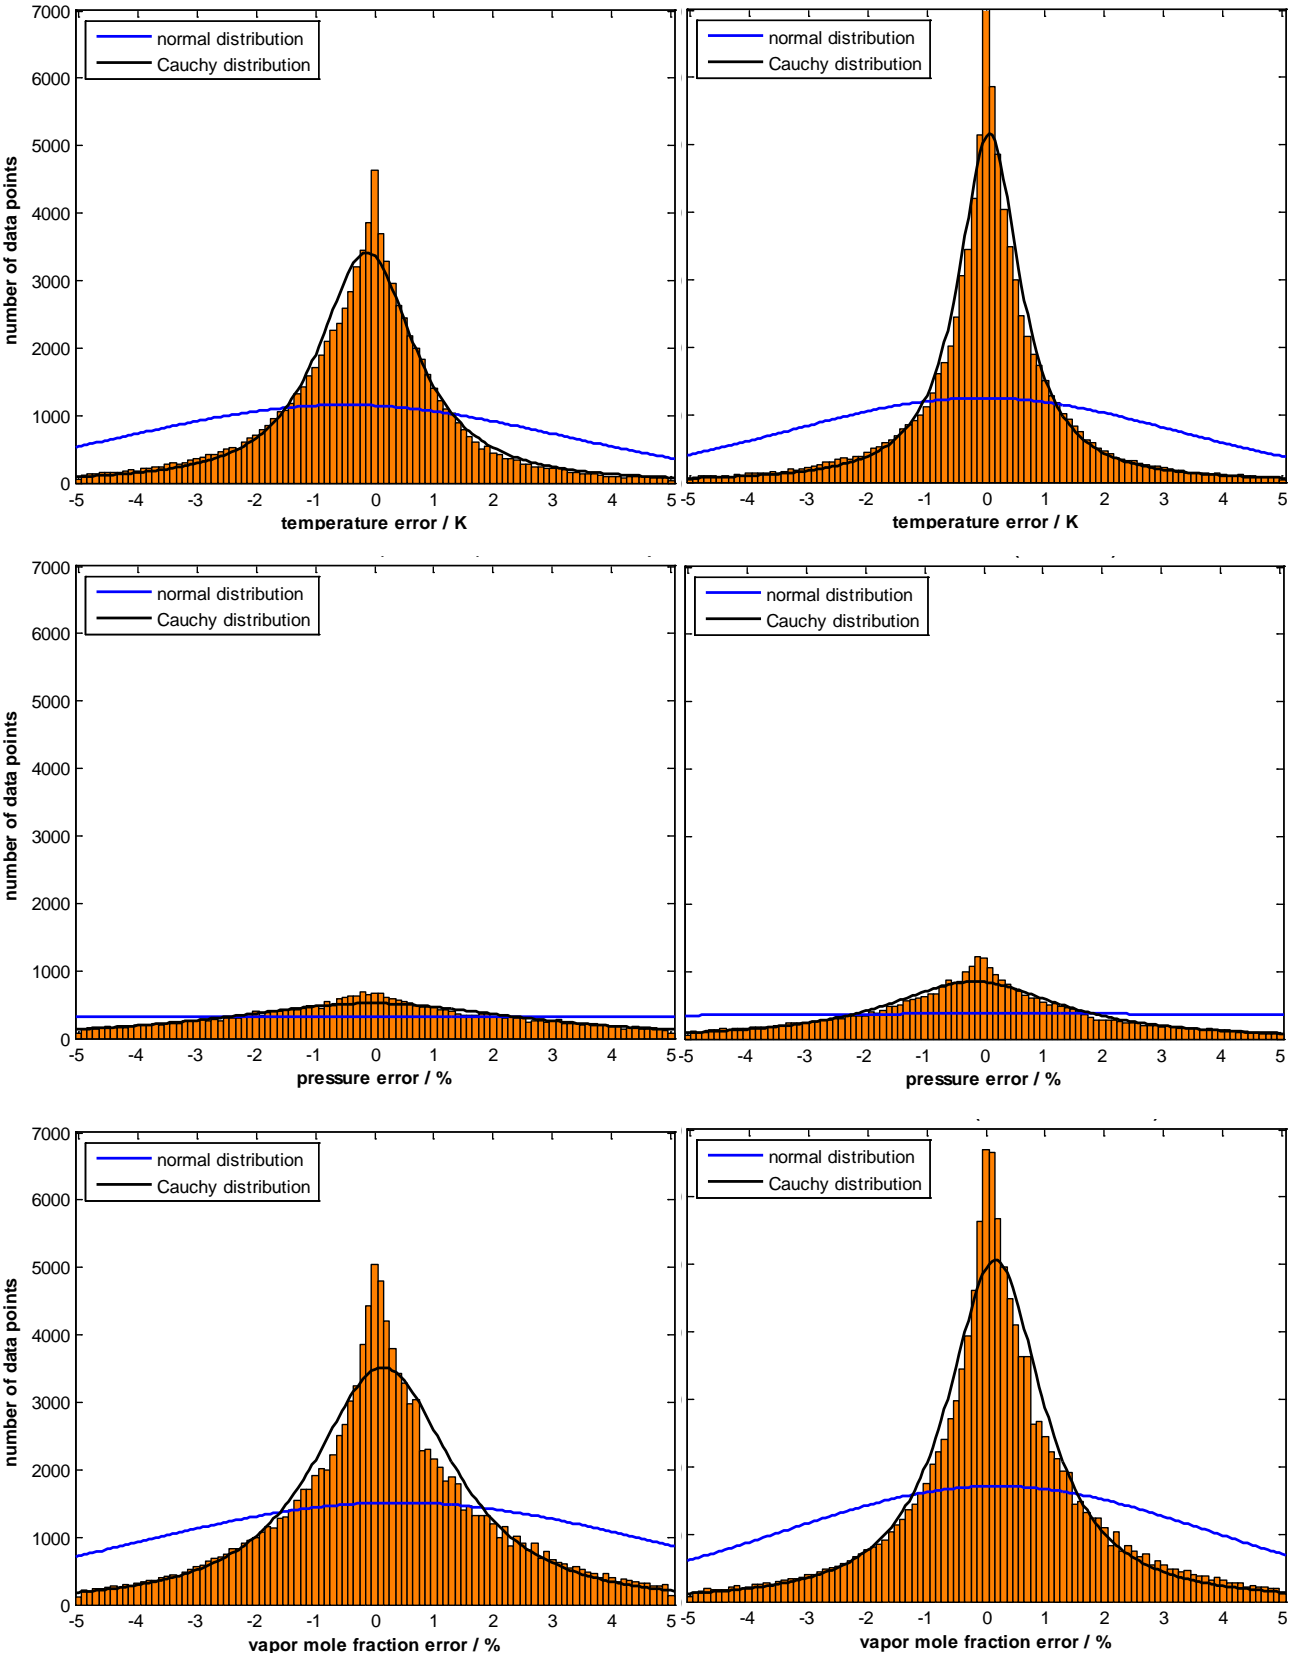 7000
6000
5000
4000
3000
2000
1000
0
number of data points
normal distribution
Cauchy distribution
-5 -4 -3 -2 -1 0 1 2 3 4 5
temperature error / K
normal distribution
Cauchy distribution
-5 -4 -3 -2 -1 0 1 2 3 4 5
temperature error / K
7000
6000
5000
4000
3000
2000
1000
0
number of data points
normal distribution
Cauchy distribution
-5 -4 -3 -2 -1 0 1 2 3 4 5
pressure error / %
normal distribution
Cauchy distribution
-5 -4 -3 -2 -1 0 1 2 3 4 5
pressure error / %
7000
6000
5000
4000
3000
2000
1000
0
number of data points
normal distribution
Cauchy distribution
-5 -4 -3 -2 -1 0 1 2 3 4 5
vapor mole fraction error / %
normal distribution
Cauchy distribution
-5 -4 -3 -2 -1 0 1 2 3 4 5
vapor mole fraction error / %